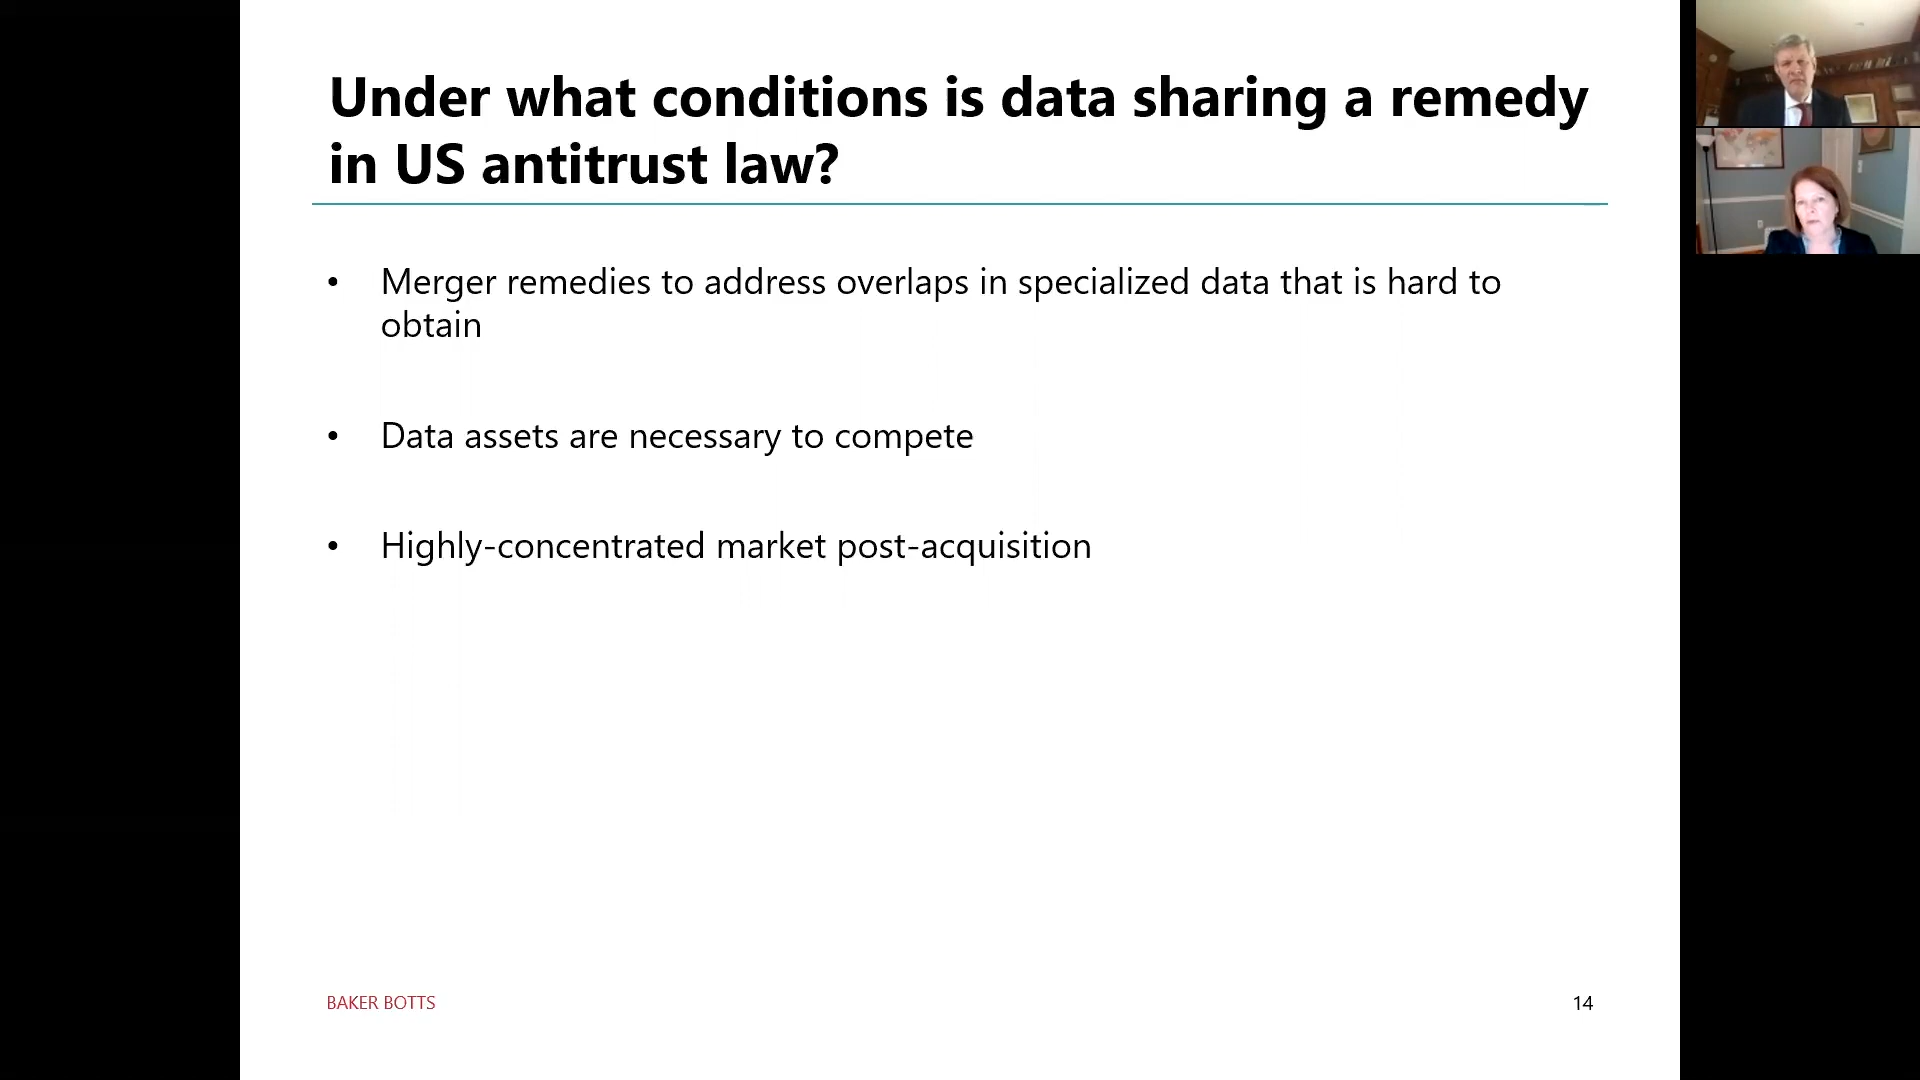 Under what conditions is data sharing a remedy
in US antitrust law?
• Merger remedies to address overlaps in specialized data that is hard to
obtain
• Data assets are necessary to compete
• Highly-concentrated market post-acquisition
BAKER BOTTS
14